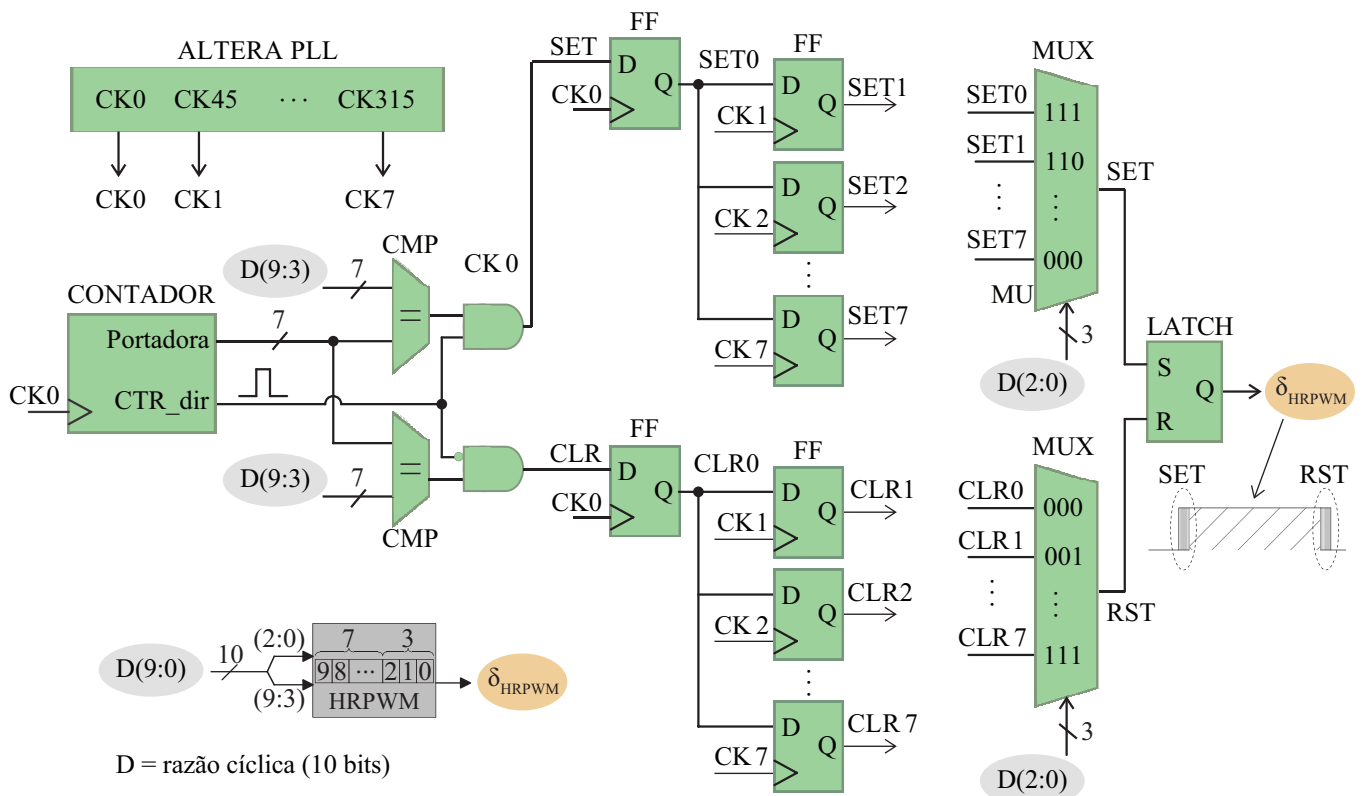 ALTERA PLL
CK0 CK45 ··· CK315
CK0 CK1 CK7
D(9:3)
7
CMP
=
CK 0
CONTADOR
Portadora
CTR_dir
CK0
7
D(9:3)
7
=
CMP
SET
FF
D
Q
CK0
SET0
FF
D
Q
CK1
SET1
D
Q
CK 2
SET2
⋮
D
Q
CK 7
SET7
CLR
FF
D
Q
CK0
CLR0
FF
D
Q
CK1
CLR1
D
Q
CK 2
CLR2
⋮
D
Q
CK 7
CLR 7
MUX
SET0 111
SET1 110
⋮ ⋮
SET7 000
MU
SET
3
D(2:0)
LATCH
S
R
Q
δHRPWM
MUX
CLR0 000
CLR 1 001
⋮ ⋮
CLR 7 111
RST
3
D(2:0)
SET RST
D(9:0)
10
(2:0)
(9:3)
7 3
9 8 ··· 2 1 0
HRPWM
δHRPWM
D = razão cíclica (10 bits)